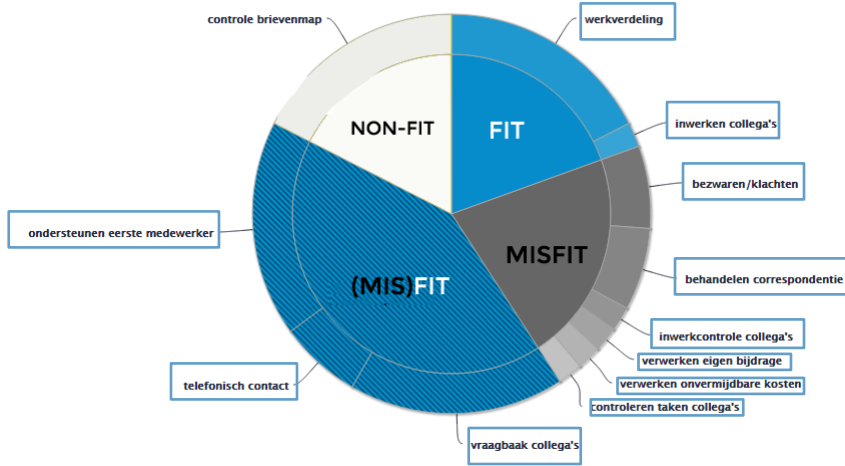 controle brievenmap
werkverdeling
NON-FIT
FIT
inwerken collega's
bezwaren/klachten
ondersteunen eerste medewerker
MISFIT
(MIS)FIT
behandelen correspondentie
inwerkcontrole collega's
verwerken eigen bijdrage
telefonisch contact
verwerken onvermijdbare kosten
controleren taken collega's
vraagbaak collega's